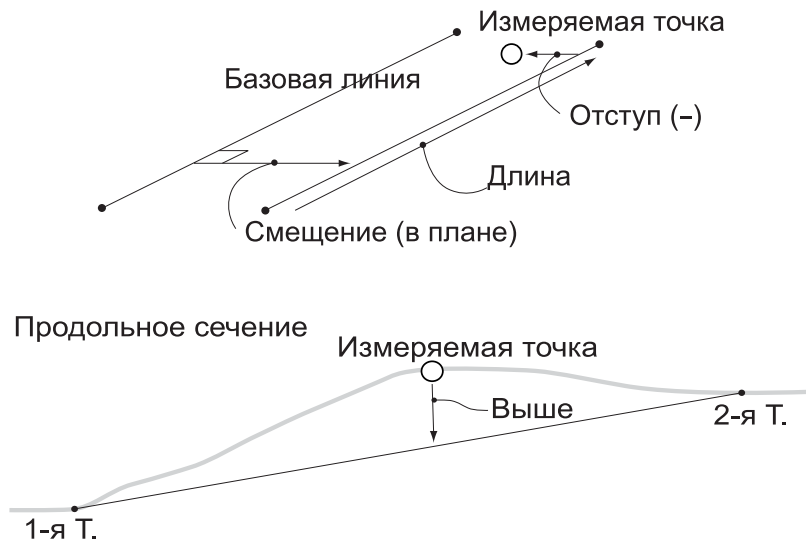 Измеряемая точка
Базовая линия
Отступ (–)
Длина
Смещение (в плане)
Продольное сечение
Измеряемая точка
Выше
2-я Т.
1-я Т.